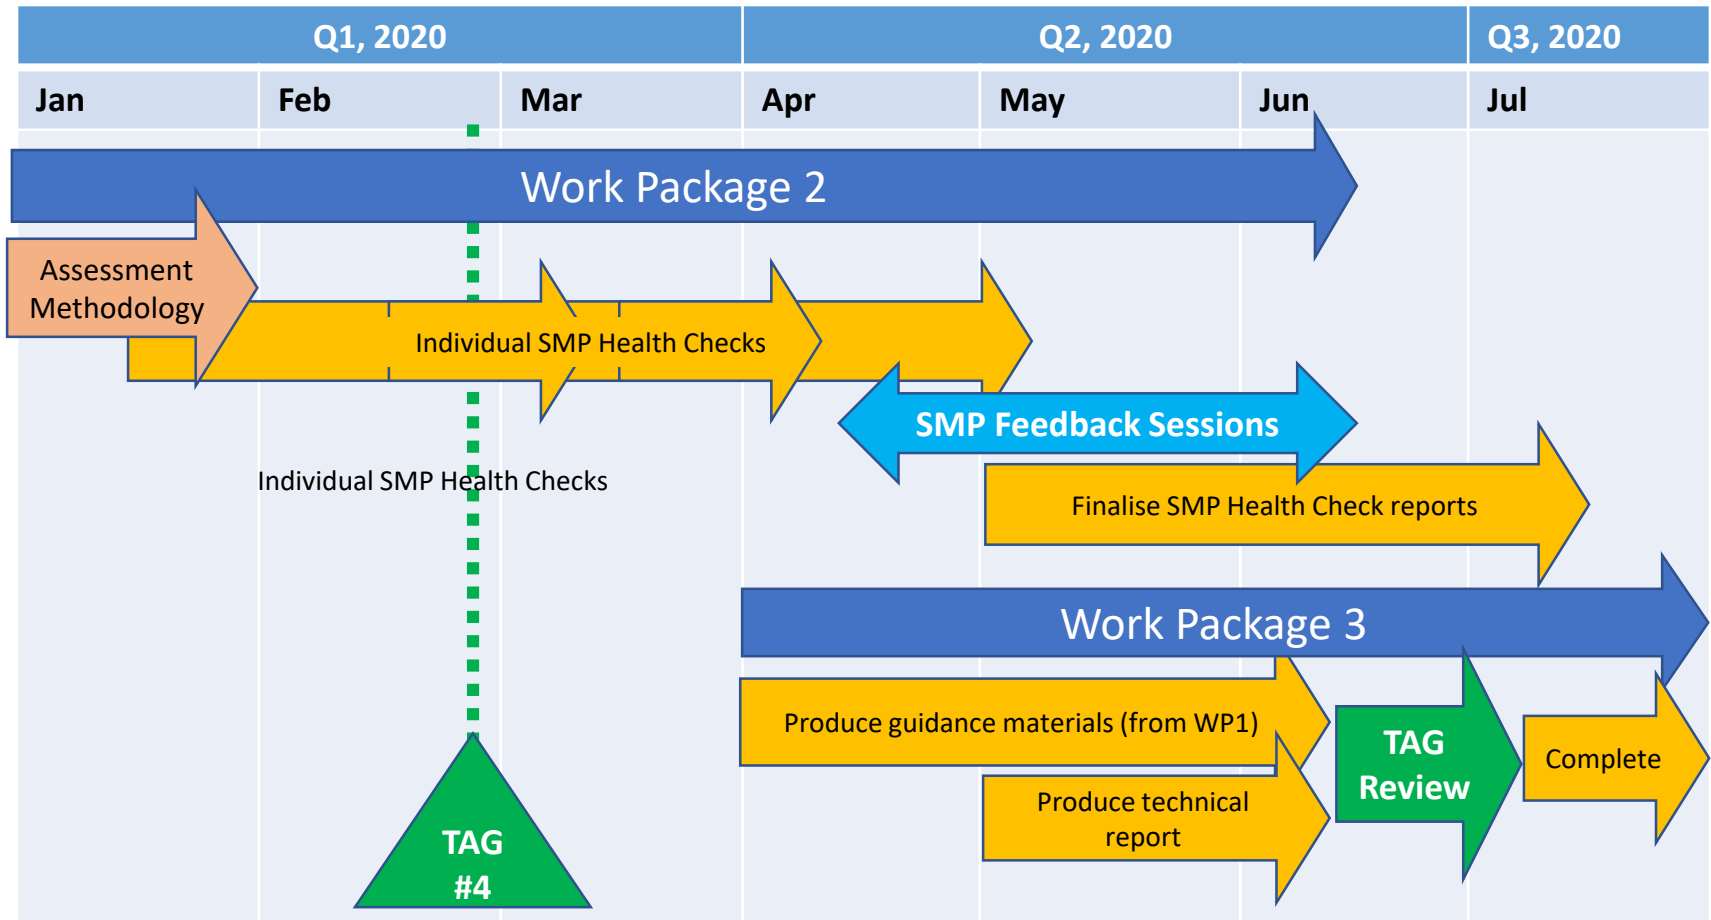 Q1, 2020
Q2, 2020
Q3, 2020
Jan
Feb
Mar
Apr
May
Jun
Jul
Work Package 2
Assessment
Methodology
Individual SMP Health Checks
SMP Feedback Sessions
Individual SMP Health Checks
Finalise SMP Health Check reports
Work Package 3
Produce guidance materials (from WP1)
TAG
Review
Complete
Produce technical
report
TAG
#4